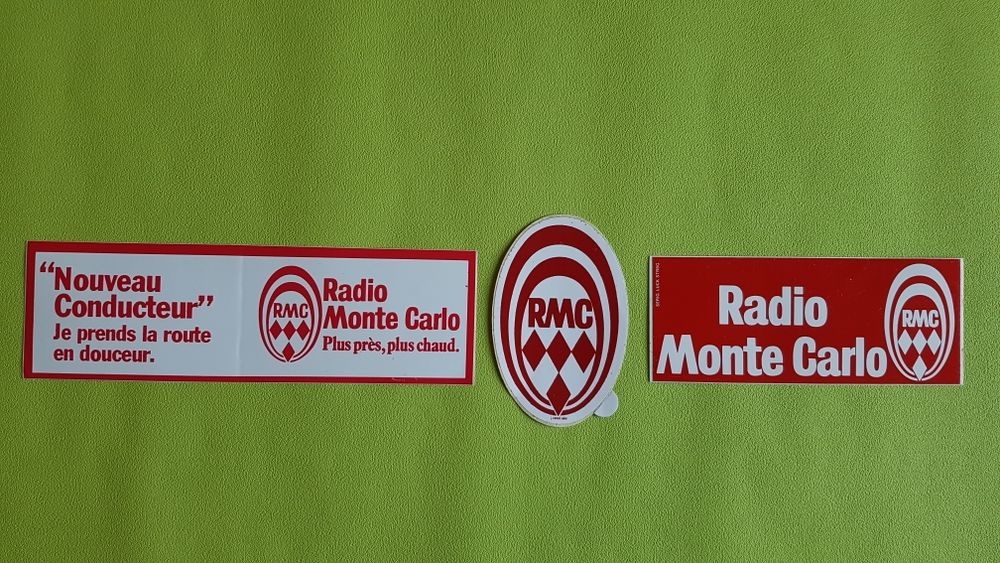 “Nouveau
Conducteur”
Je prends la route
en douceur.
RMC
Radio
Monte Carlo
Plus près, plus chaud.
RMC
Radio
Monte Carlo
RMC